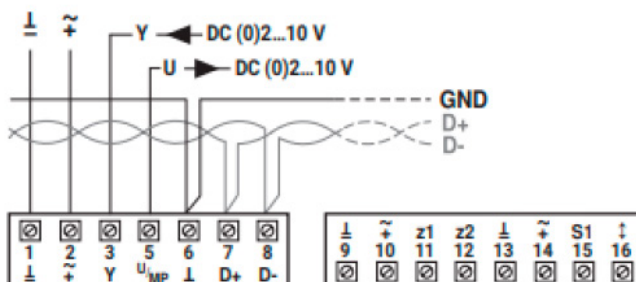 ⊥ ~+
Y DC (0)2...10 V
U DC (0)2...10 V
GND
D+
D-
1 2 3 5 6 7 8
⊥ ~+ Y U/MP ⊥ D+ D-
⊥ ~+ z1 z2 ⊥ ~+ S1 ↕
9 10 11 12 13 14 15 16